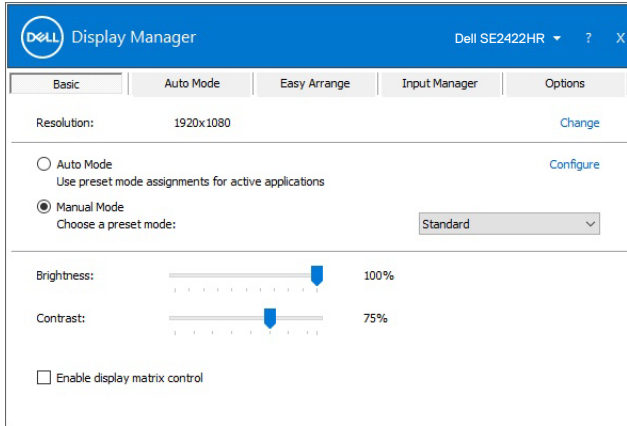 DELL Display Manager Dell SE2422HR ? X
Basic Auto Mode Easy Arrange Input Manager Options
Resolution: 1920x1080 Change
Auto Mode Configure
Use preset mode assignments for active applications
Manual Mode
Choose a preset mode: Standard
Brightness: 100%
Contrast: 75%
Enable display matrix control